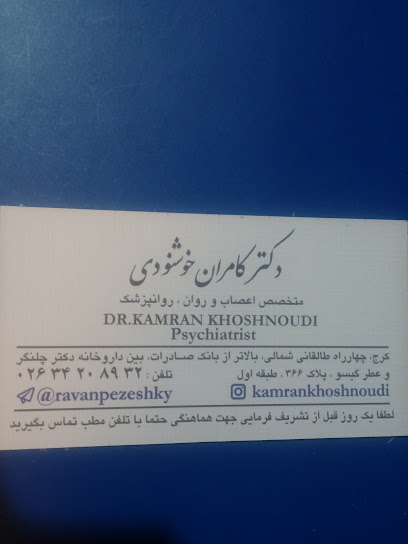 دکتر کامران خوشنودی
متخصص اعصاب و روان ، روانپزشک
DR.KAMRAN KHOSHNOUDI
Psychiatrist
کرج، چهارراه طالقانی شمالی، بالاتر از بانک صادرات، بین داروخانه دکتر چلنگر
و عطر گیسو ، پلاک ۳۶۶ ، طبقه اول تلفن : ۰۲۶ ۳۴ ۲۰ ۸۹ ۳۲
@ravanpezeshky kamrankhoshnoudi
لطفا یک روز قبل از تشریف فرمایی جهت هماهنگی حتما با تلفن مطب تماس بگیرید